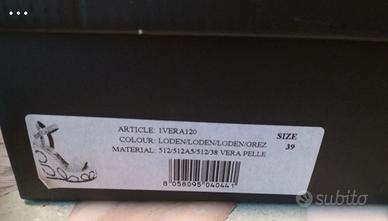 ARTICLE: 1VERA120
SIZE
COLOUR: LODEN/LODEN/LODEN/GREZ
39
MATERIAL: 512/512A5/512/38 VERA PELLE
8 058095 040441
subito